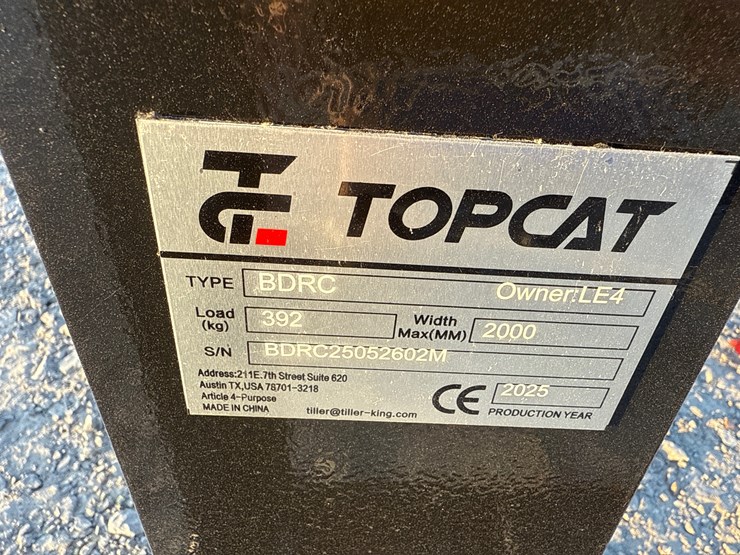 TOPCAT
TYPE BDRC Owner:LE4
Load (kg) 392 Width Max(MM) 2000
S/N BDRC25052602M
Address:211E.7th Street Suite 620
Austin TX,USA 78701-3218
Article 4-Purpose
MADE IN CHINA tiller@tiller-king.com
CE 2025
PRODUCTION YEAR